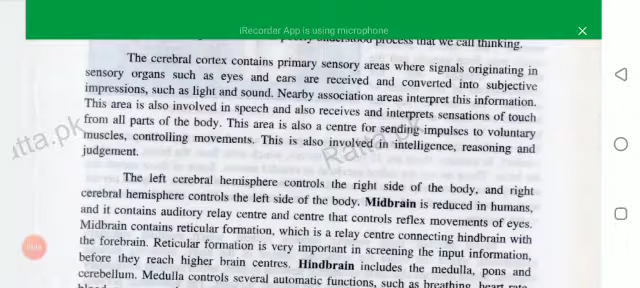 iRecorder App is using microphone
poorly understood process that we call thinking.
The cerebral cortex contains primary sensory areas where signals originating in
sensory organs such as eyes and ears are received and converted into subjective
impressions, such as light and sound. Nearby association areas interpret this information.
This area is also involved in speech and also receives and interprets sensations of touch
from all parts of the body. This area is also a centre for sending impulses to voluntary
muscles, controlling movements. This is also involved in intelligence, reasoning and
judgement.
The left cerebral hemisphere controls the right side of the body, and right
cerebral hemisphere controls the left side of the body. Midbrain is reduced in humans,
and it contains auditory relay centre and centre that controls reflex movements of eyes.
Midbrain contains reticular formation, which is a relay centre connecting hindbrain with
the forebrain. Reticular formation is very important in screening the input information,
before they reach higher brain centres. Hindbrain includes the medulla, pons and
cerebellum. Medulla controls several automatic functions, such as breathing, heart rate,